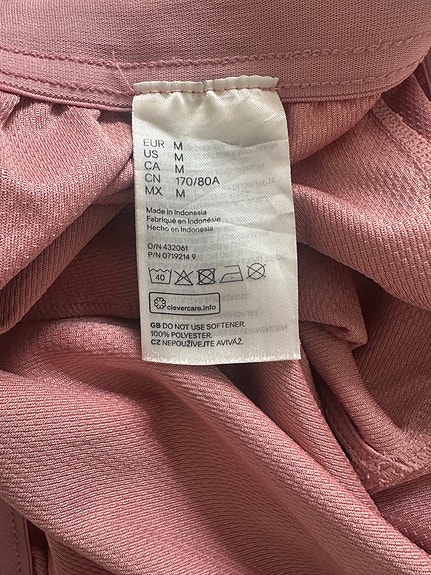 EUR M
US M
CA M
CN 170/80A
MX M
Made in Indonesia
Fabriqué en Indonésie
Hecho en Indonesia
O/N 432061
P/N 0719214 9
40
clevercare.info
GB DO NOT USE SOFTENER.
100% POLYESTER.
CZ NEPOUŽÍVEJTE AVIVÁŽ.